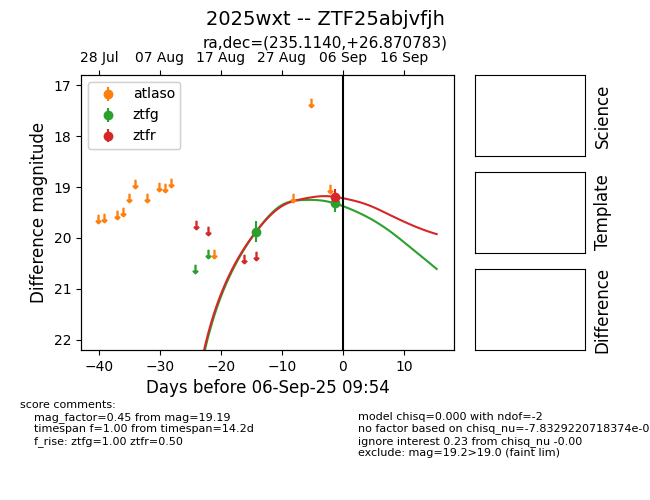 2025wxt -- ZTF25abjvfjh
ra,dec=(235.1140,+26.870783)
28 Jul 07 Aug 17 Aug 27 Aug 06 Sep 16 Sep
atlaso
ztfg
ztfr
17
18
19
20
21
22
Difference magnitude
−40 −30 −20 −10 0 10
Days before 06-Sep-25 09:54
Science
Template
Difference
score comments:
mag_factor=0.45 from mag=19.19
timespan f=1.00 from timespan=14.2d
f_rise: ztfg=1.00 ztfr=0.50
model chisq=0.000 with ndof=-2
no factor based on chisq_nu=-7.8329220718374e-0
ignore interest 0.23 from chisq_nu -0.00
exclude: mag=19.2>19.0 (faint lim)